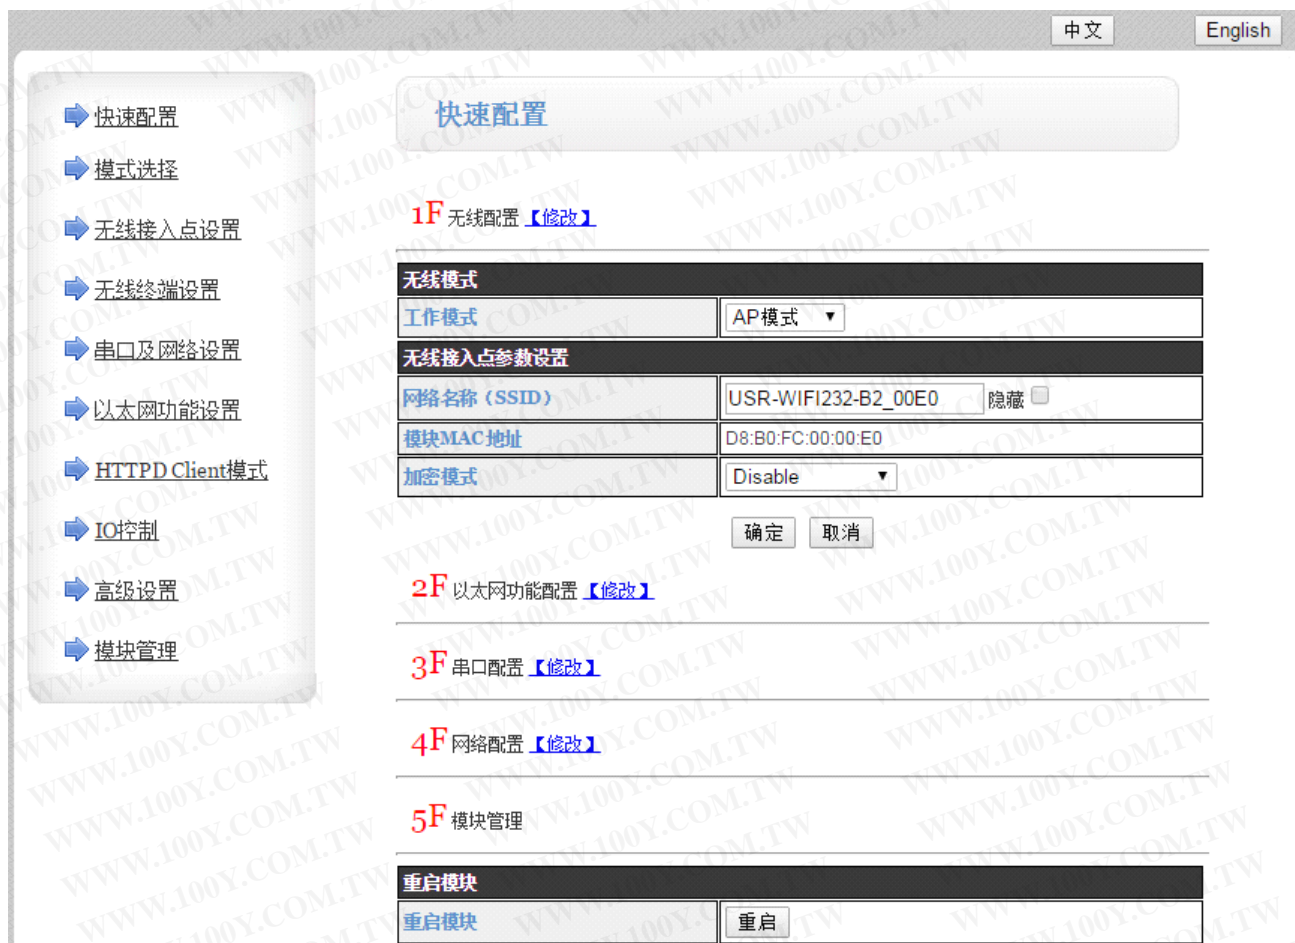 中文 English
快速配置
模式选择
无线接入点设置
无线终端设置
串口及网络设置
以太网功能设置
HTTPD Client模式
IO控制
高级设置
模块管理
快速配置
1F 无线配置【修改】
无线模式
工作模式 AP模式
无线接入点参数设置
网络名称（SSID） USR-WIFI232-B2_00E0 隐藏
模块MAC地址 D8:B0:FC:00:00:E0
加密模式 Disable
确定 取消
2F 以太网功能配置【修改】
3F 串口配置【修改】
4F 网络配置【修改】
5F 模块管理
重启模块
重启模块 重启
WWW.100Y.COM.TW